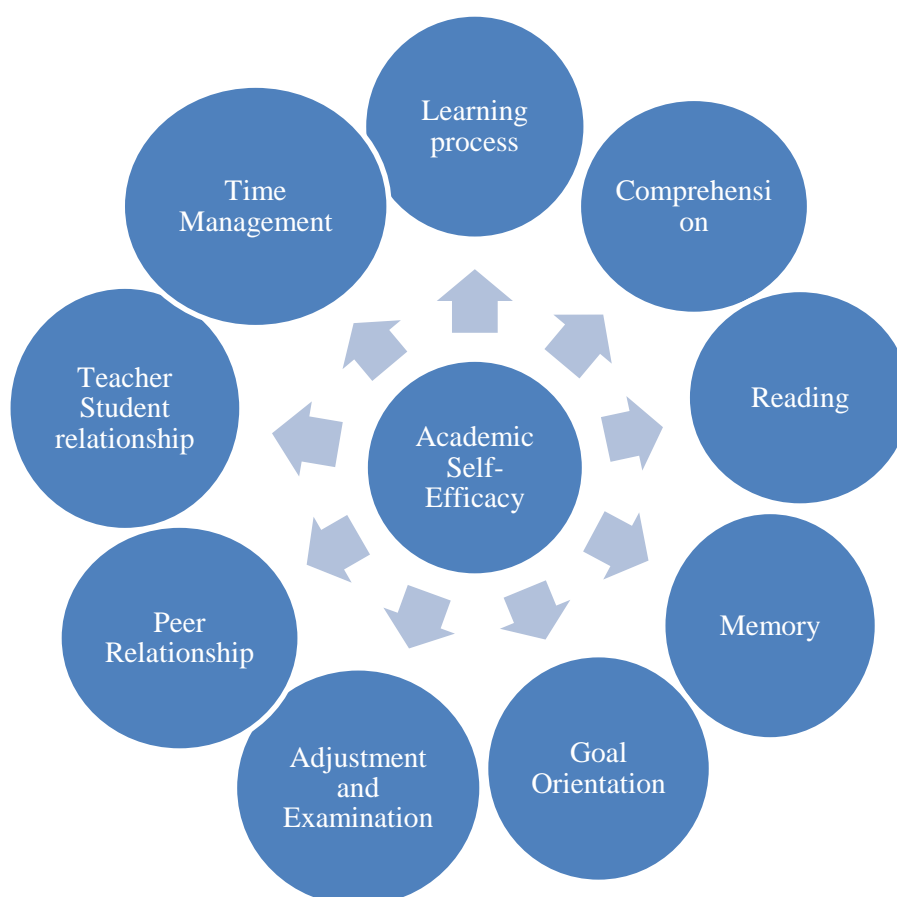 Learning
process
Comprehensi
on
Reading
Memory
Goal
Orientation
Adjustment
and
Examination
Peer
Relationship
Teacher
Student
relationship
Time
Management
Academic
Self-
Efficacy